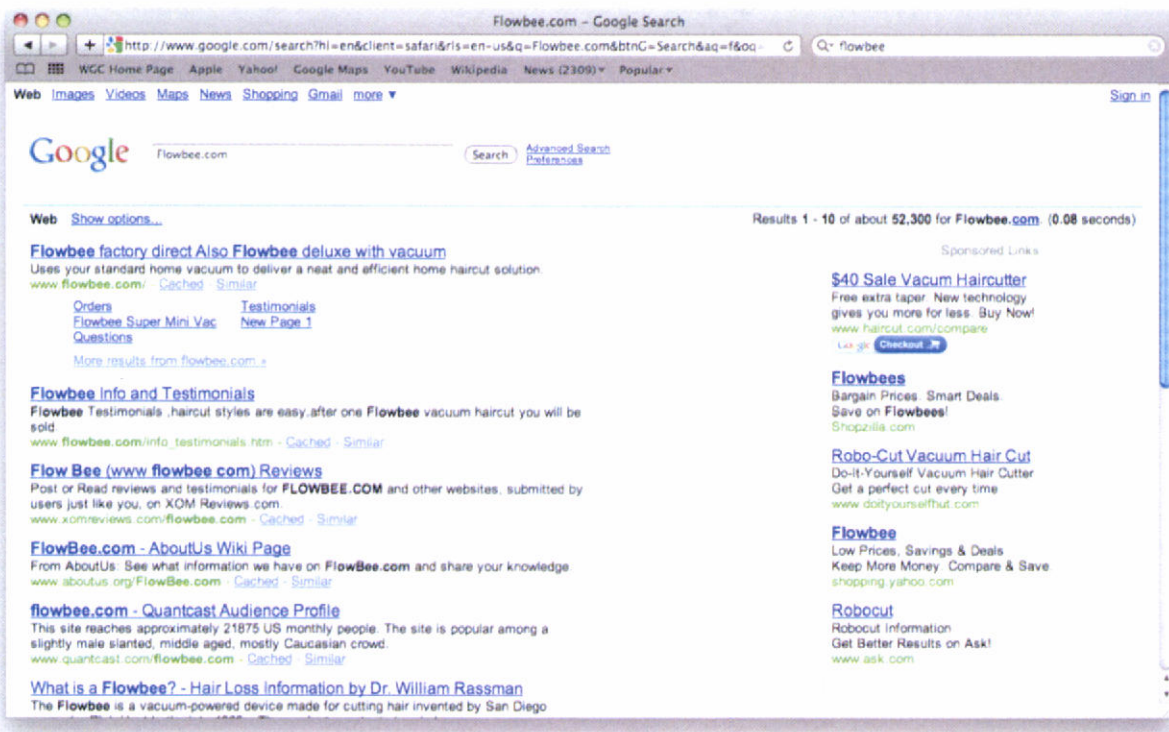 Flowbee.com – Google Search
http://www.google.com/search?hl=en&client=safari&rls=en-us&q=Flowbee.com&btnG=Search&aq=f&oq=
flowbee
WGC Home Page Apple Yahoo! Google Maps YouTube Wikipedia News (2309) Popular
Web Images Videos Maps News Shopping Gmail more
Sign in
Google
Flowbee.com
Search
Advanced Search
Preferences
Web Show options...
Results 1 - 10 of about 52,300 for Flowbee.com. (0.08 seconds)
Flowbee factory direct Also Flowbee deluxe with vacuum
Uses your standard home vacuum to deliver a neat and efficient home haircut solution.
www.flowbee.com/ - Cached - Similar
Orders Testimonials
Flowbee Super Mini Vac New Page 1
Questions
More results from flowbee.com »
Flowbee Info and Testimonials
Flowbee Testimonials ,haircut styles are easy,after one Flowbee vacuum haircut you will be
sold.
www.flowbee.com/info_testimonials.htm - Cached - Similar
Flow Bee (www flowbee com) Reviews
Post or Read reviews and testimonials for FLOWBEE.COM and other websites, submitted by
users just like you, on XOM Reviews.com.
www.xomreviews.com/flowbee.com - Cached - Similar
FlowBee.com - AboutUs Wiki Page
From AboutUs: See what information we have on FlowBee.com and share your knowledge
www.aboutus.org/FlowBee.com - Cached - Similar
flowbee.com - Quantcast Audience Profile
This site reaches approximately 21875 US monthly people. The site is popular among a
slightly male slanted, middle aged, mostly Caucasian crowd.
www.quantcast.com/flowbee.com - Cached - Similar
What is a Flowbee? - Hair Loss Information by Dr. William Rassman
The Flowbee is a vacuum-powered device made for cutting hair invented by San Diego
Sponsored Links
$40 Sale Vacum Haircutter
Free extra taper. New technology
gives you more for less. Buy Now!
www.haircut.com/compare
Google Checkout
Flowbees
Bargain Prices. Smart Deals.
Save on Flowbees!
Shopzilla.com
Robo-Cut Vacuum Hair Cut
Do-It-Yourself Vacuum Hair Cutter
Get a perfect cut every time
www.doityourselfhut.com
Flowbee
Low Prices, Savings & Deals
Keep More Money. Compare & Save
shopping.yahoo.com
Robocut
Robocut Information
Get Better Results on Ask!
www.ask.com